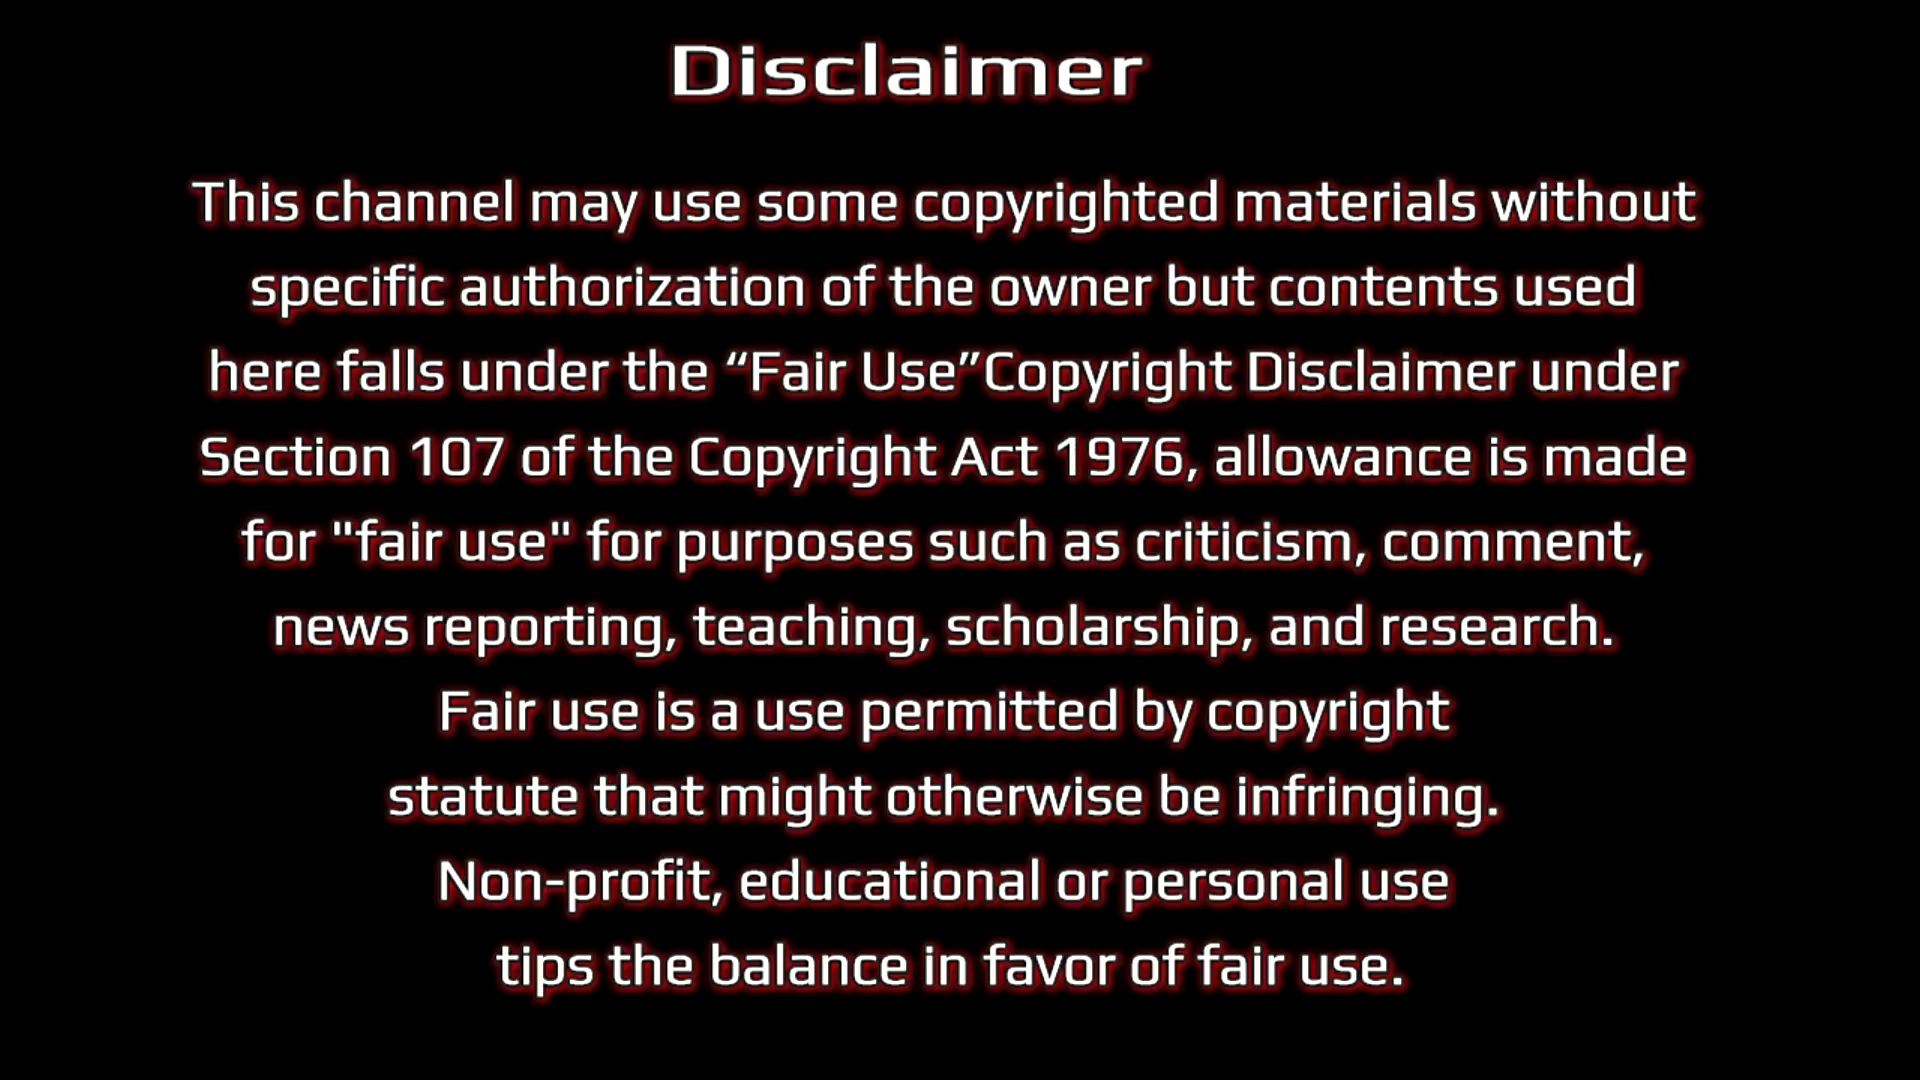 Disclaimer
This channel may use some copyrighted materials without
specific authorization of the owner but contents used
here falls under the “Fair Use”Copyright Disclaimer under
Section 107 of the Copyright Act 1976, allowance is made
for "fair use" for purposes such as criticism, comment,
news reporting, teaching, scholarship, and research.
Fair use is a use permitted by copyright
statute that might otherwise be infringing.
Non-profit, educational or personal use
tips the balance in favor of fair use.